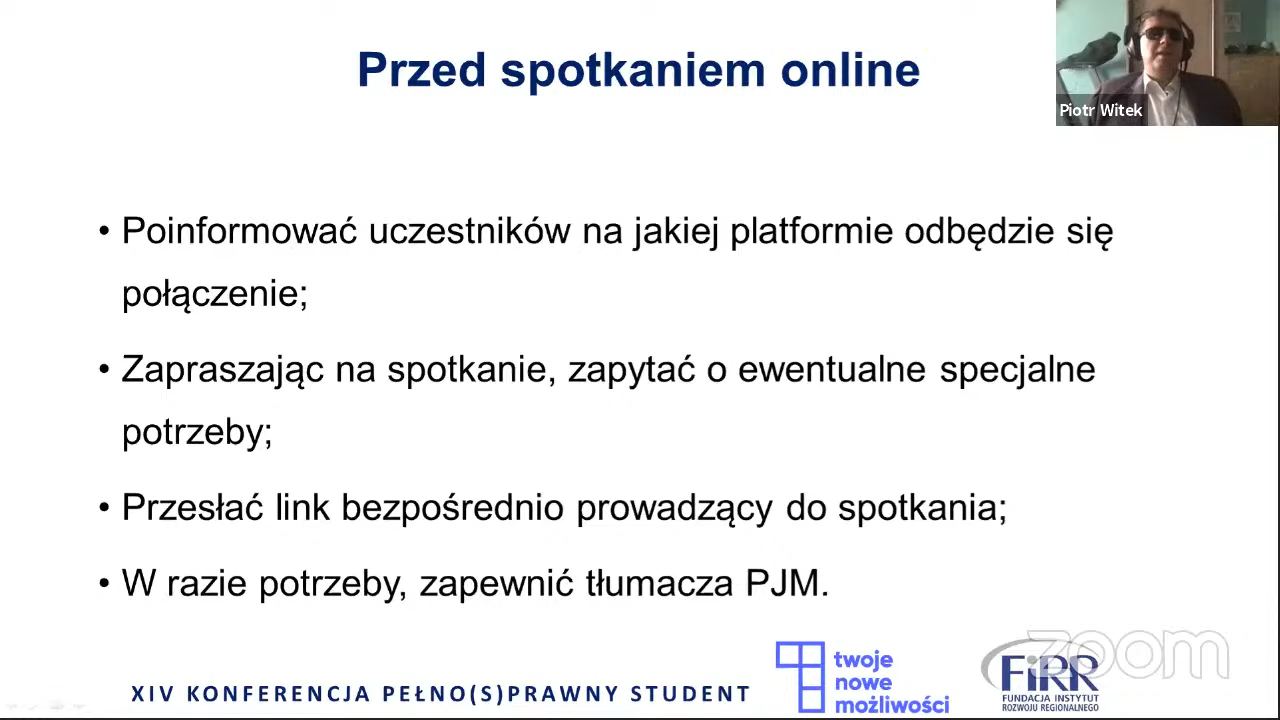 Przed spotkaniem online
Piotr Witek
• Poinformować uczestników na jakiej platformie odbędzie się
połączenie;
• Zapraszając na spotkanie, zapytać o ewentualne specjalne
potrzeby;
• Przesłać link bezpośrednio prowadzący do spotkania;
• W razie potrzeby, zapewnić tłumacza PJM.
XIV KONFERENCJA PEŁNO(S)PRAWNY STUDENT
twoje
nowe
możliwości
FiRR
FUNDACJA INSTYTUT
ROZWOJU REGIONALNEGO
zoom